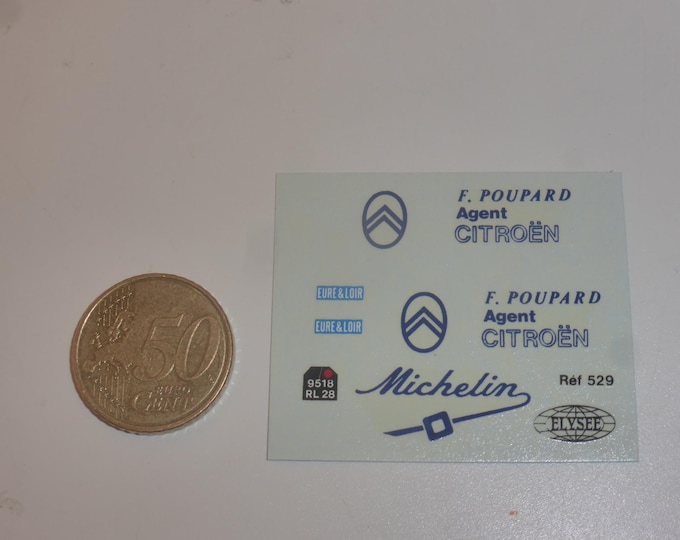 F. POUPARD
Agent
CITROËN
EURE & LOIR
EURE & LOIR
F. POUPARD
Agent
CITROËN
9518
RL 28
Michelin
Réf 529
ELYSEE
50
EURO
CENT